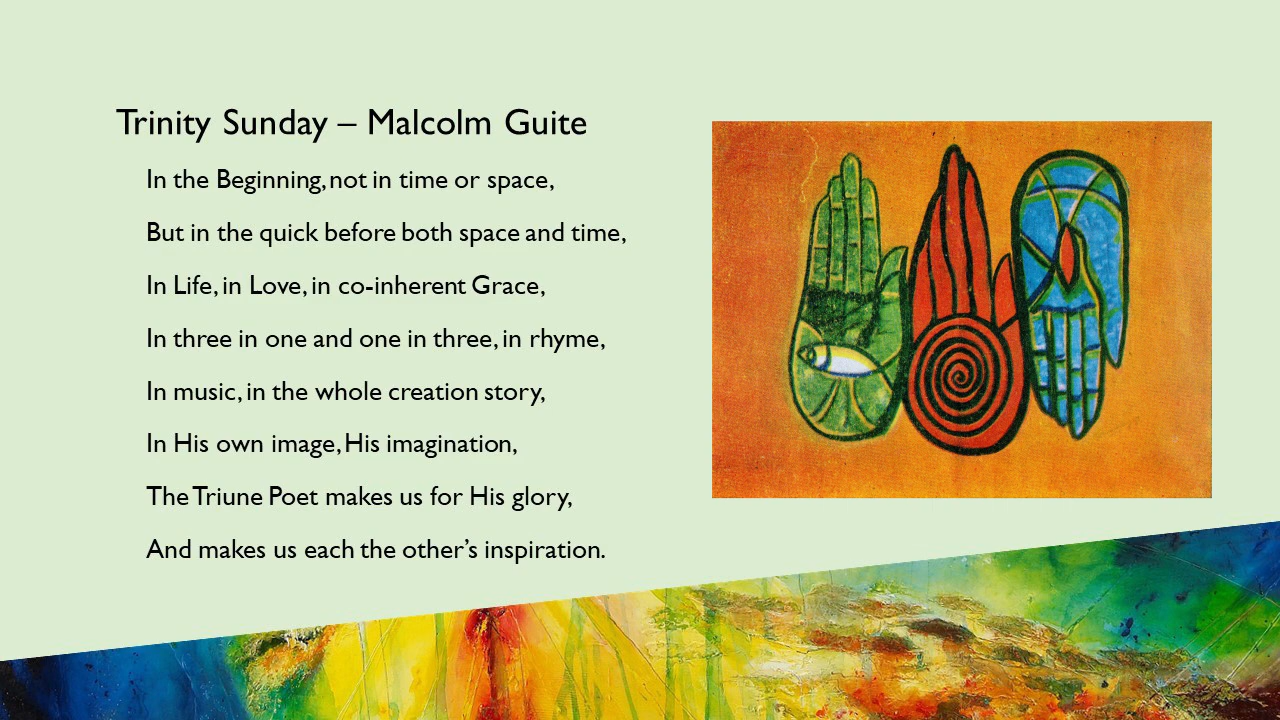 Trinity Sunday – Malcolm Guite
In the Beginning, not in time or space,
But in the quick before both space and time,
In Life, in Love, in co-inherent Grace,
In three in one and one in three, in rhyme,
In music, in the whole creation story,
In His own image, His imagination,
The Triune Poet makes us for His glory,
And makes us each the other’s inspiration.